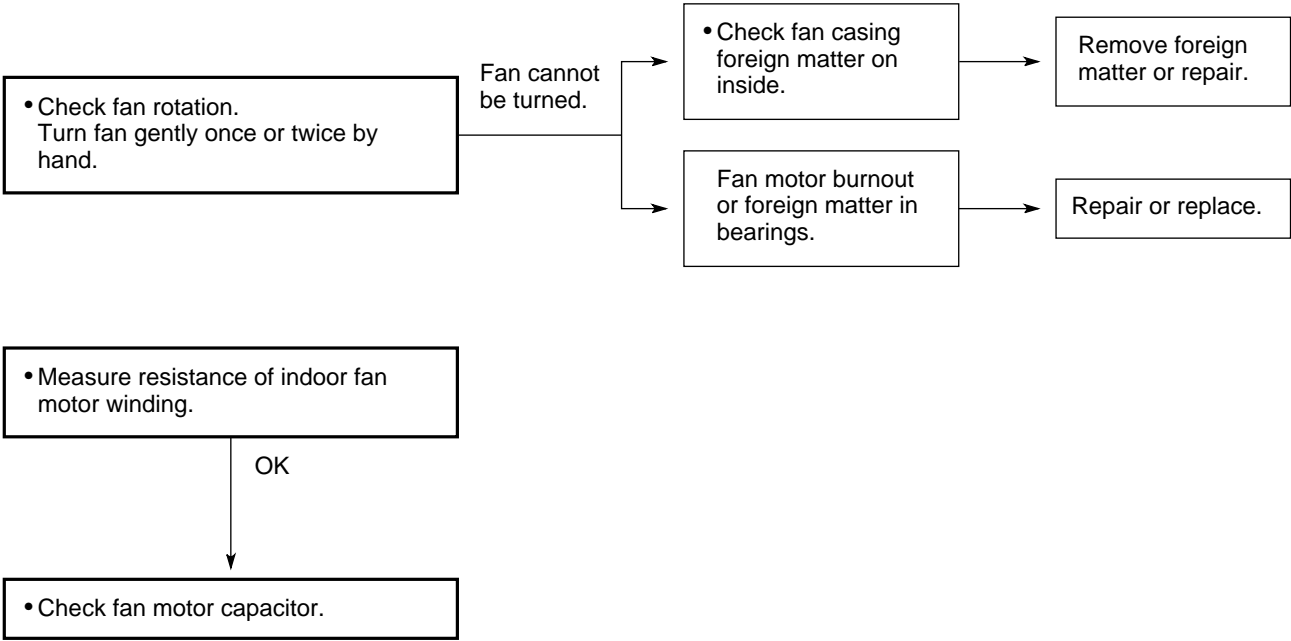 • Check fan rotation.
Turn fan gently once or twice by
hand.
Fan cannot
be turned.
• Check fan casing
foreign matter on
inside.
Remove foreign
matter or repair.
Fan motor burnout
or foreign matter in
bearings.
Repair or replace.
• Measure resistance of indoor fan
motor winding.
OK
• Check fan motor capacitor.